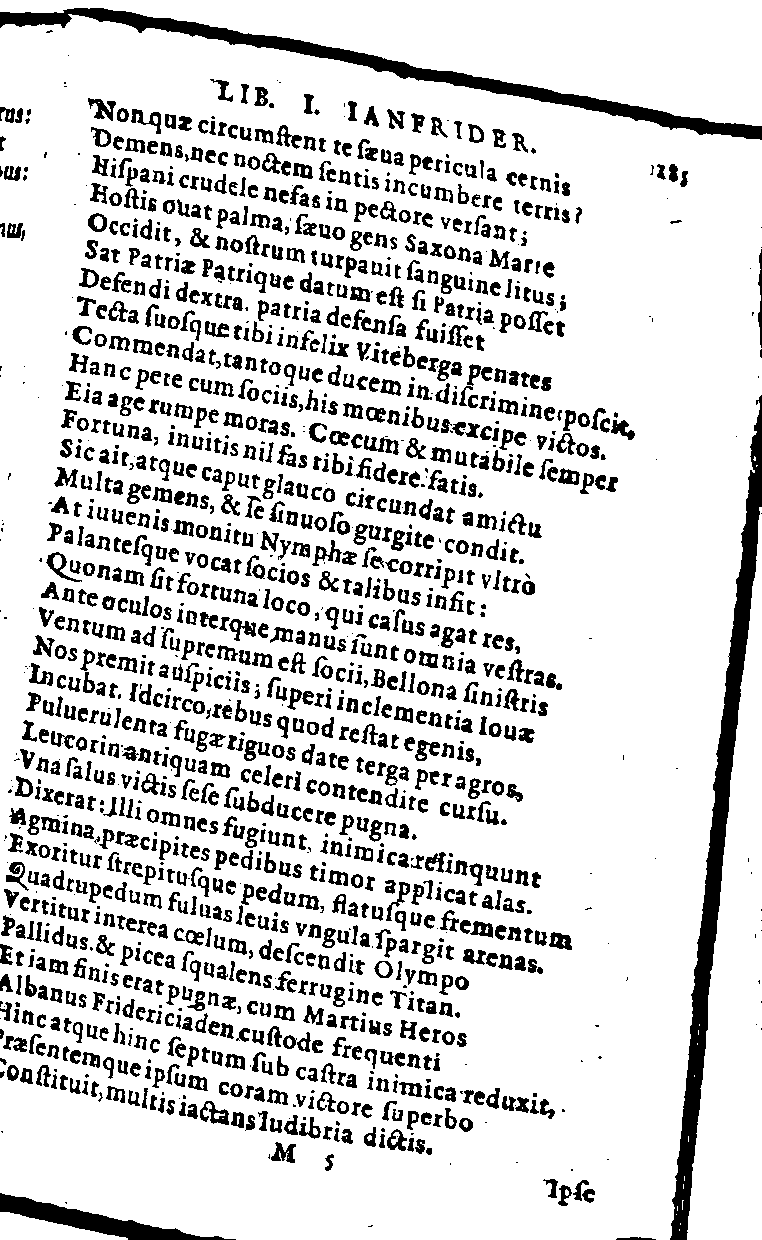 rus:
t
bus:
mus,
LIB. I. IANFRIDER. 185
Non quæ circumſtent te ſæua pericula cernis
Demens, nec noctem ſentis incumbere terris?
Hiſpani crudele nefas in pectore verſant;
Hoſtis ouat palma, ſæuo gens Saxona Marte
Occidit, & noſtrum turpauit ſanguine litus;
Sat Patriæ Patrique datum eſt ſi Patria poſſet
Defendi dextra. patria defenſa fuiſſet
Tecta ſuoſque tibi infelix Viteberga penates
Commendat, tantoque ducem in diſcrimine poſcit,
Hanc pete cum ſociis, his mœnibus excipe victos.
Eia age rumpe moras. Cœcum & mutabile ſemper
Fortuna, inuitis nil fas tibi fidere fatis.
Sic ait, atque caput glauco circundat amictu
Multa gemens, & ſe ſinuoſo gurgite condit.
At iuuenis monitu Nymphæ ſe corripit vltrò
Palanteſque vocat ſocios & talibus infit:
Quonam ſit fortuna loco, qui caſus agat res,
Ante oculos interque manus ſunt omnia veſtras.
Ventum ad ſupremum eſt ſocii, Bellona ſiniſtris
Nos premit auſpiciis; ſuperi inclementia Iouæ
Incubat. Idcirco, rebus quod reſtat egenis,
Puluerulenta fugæ riguos date terga per agros,
Leucorin antiquam celeri contendite curſu.
Vna ſalus victis ſeſe ſubducere pugna.
Dixerat: Illi omnes fugiunt, inimica relinquunt
Agmina, præcipites pedibus timor applicat alas.
Exoritur ſtrepituſque pedum, flatuſque frementum
Quadrupedum fuluas leuis vngula ſpargit arenas.
Vertitur interea cœlum, deſcendit Olympo
Pallidus & picea ſqualens ferrugine Titan.
Et iam finis erat pugnæ, cum Martius Heros
Albanus Fridericiaden cuſtode frequenti
Hinc atque hinc ſeptum ſub caſtra inimica reduxit,
Præſentemque ipſum coram victore ſuperbo
Conſtituit, multis iactans ludibria dictis.
M 5
Ipſe